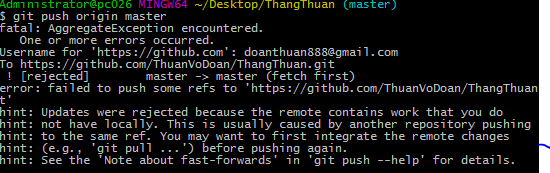 Administrator@pc026 MINGW64 ~/Desktop/ThangThuan (master)
$ git push origin master
fatal: AggregateException encountered.
   One or more errors occurred.
Username for 'https://github.com': doanthuan888@gmail.com
To https://github.com/ThuanVoDoan/ThangThuan.git
 ! [rejected]        master -> master (fetch first)
error: failed to push some refs to 'https://github.com/ThuanVoDoan/ThangThuan.gi
t'
hint: Updates were rejected because the remote contains work that you do
hint: not have locally. This is usually caused by another repository pushing
hint: to the same ref. You may want to first integrate the remote changes
hint: (e.g., 'git pull ...') before pushing again.
hint: See the 'Note about fast-forwards' in 'git push --help' for details.